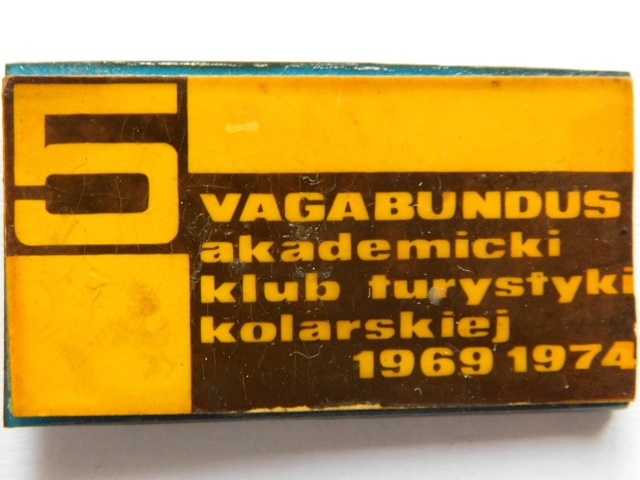 5
VAGABUNDUS
akademicki
klub turystyki
kolarskiej
1969 1974